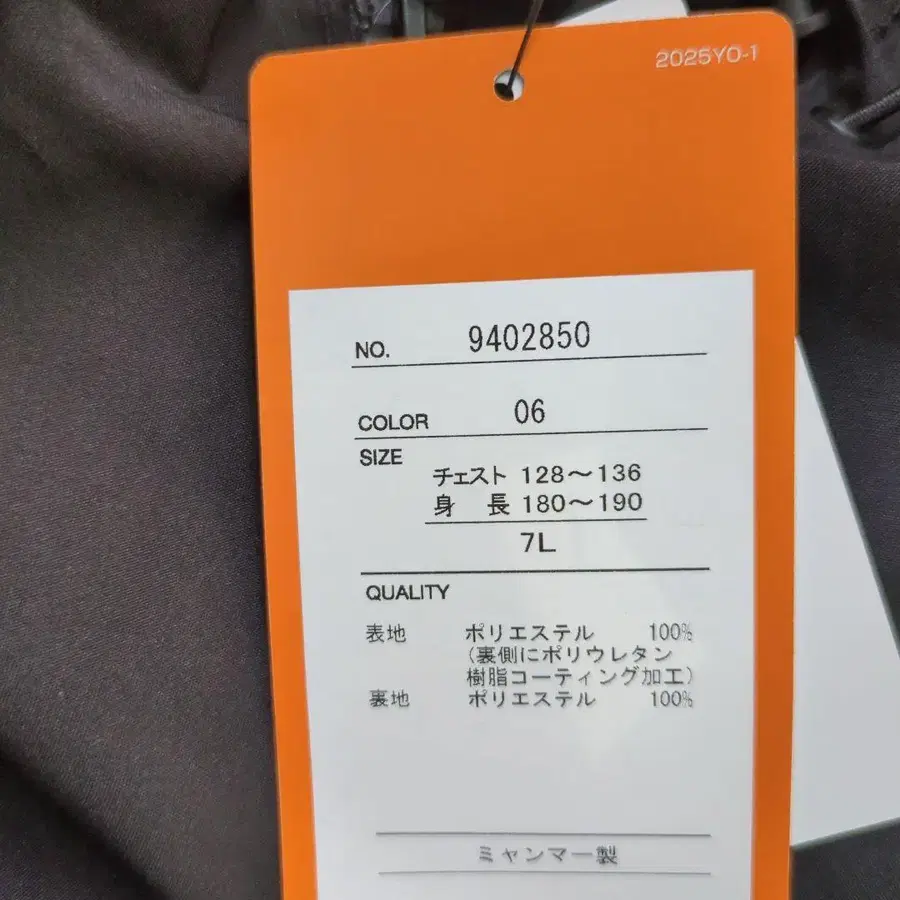 2025YO-1
NO. 9402850
COLOR 06
SIZE
チェスト 128～136
身 長 180～190
7L
QUALITY
表地 ポリエステル 100%
(裏側にポリウレタン
樹脂コーティング加工)
裏地 ポリエステル 100%
ミャンマー製